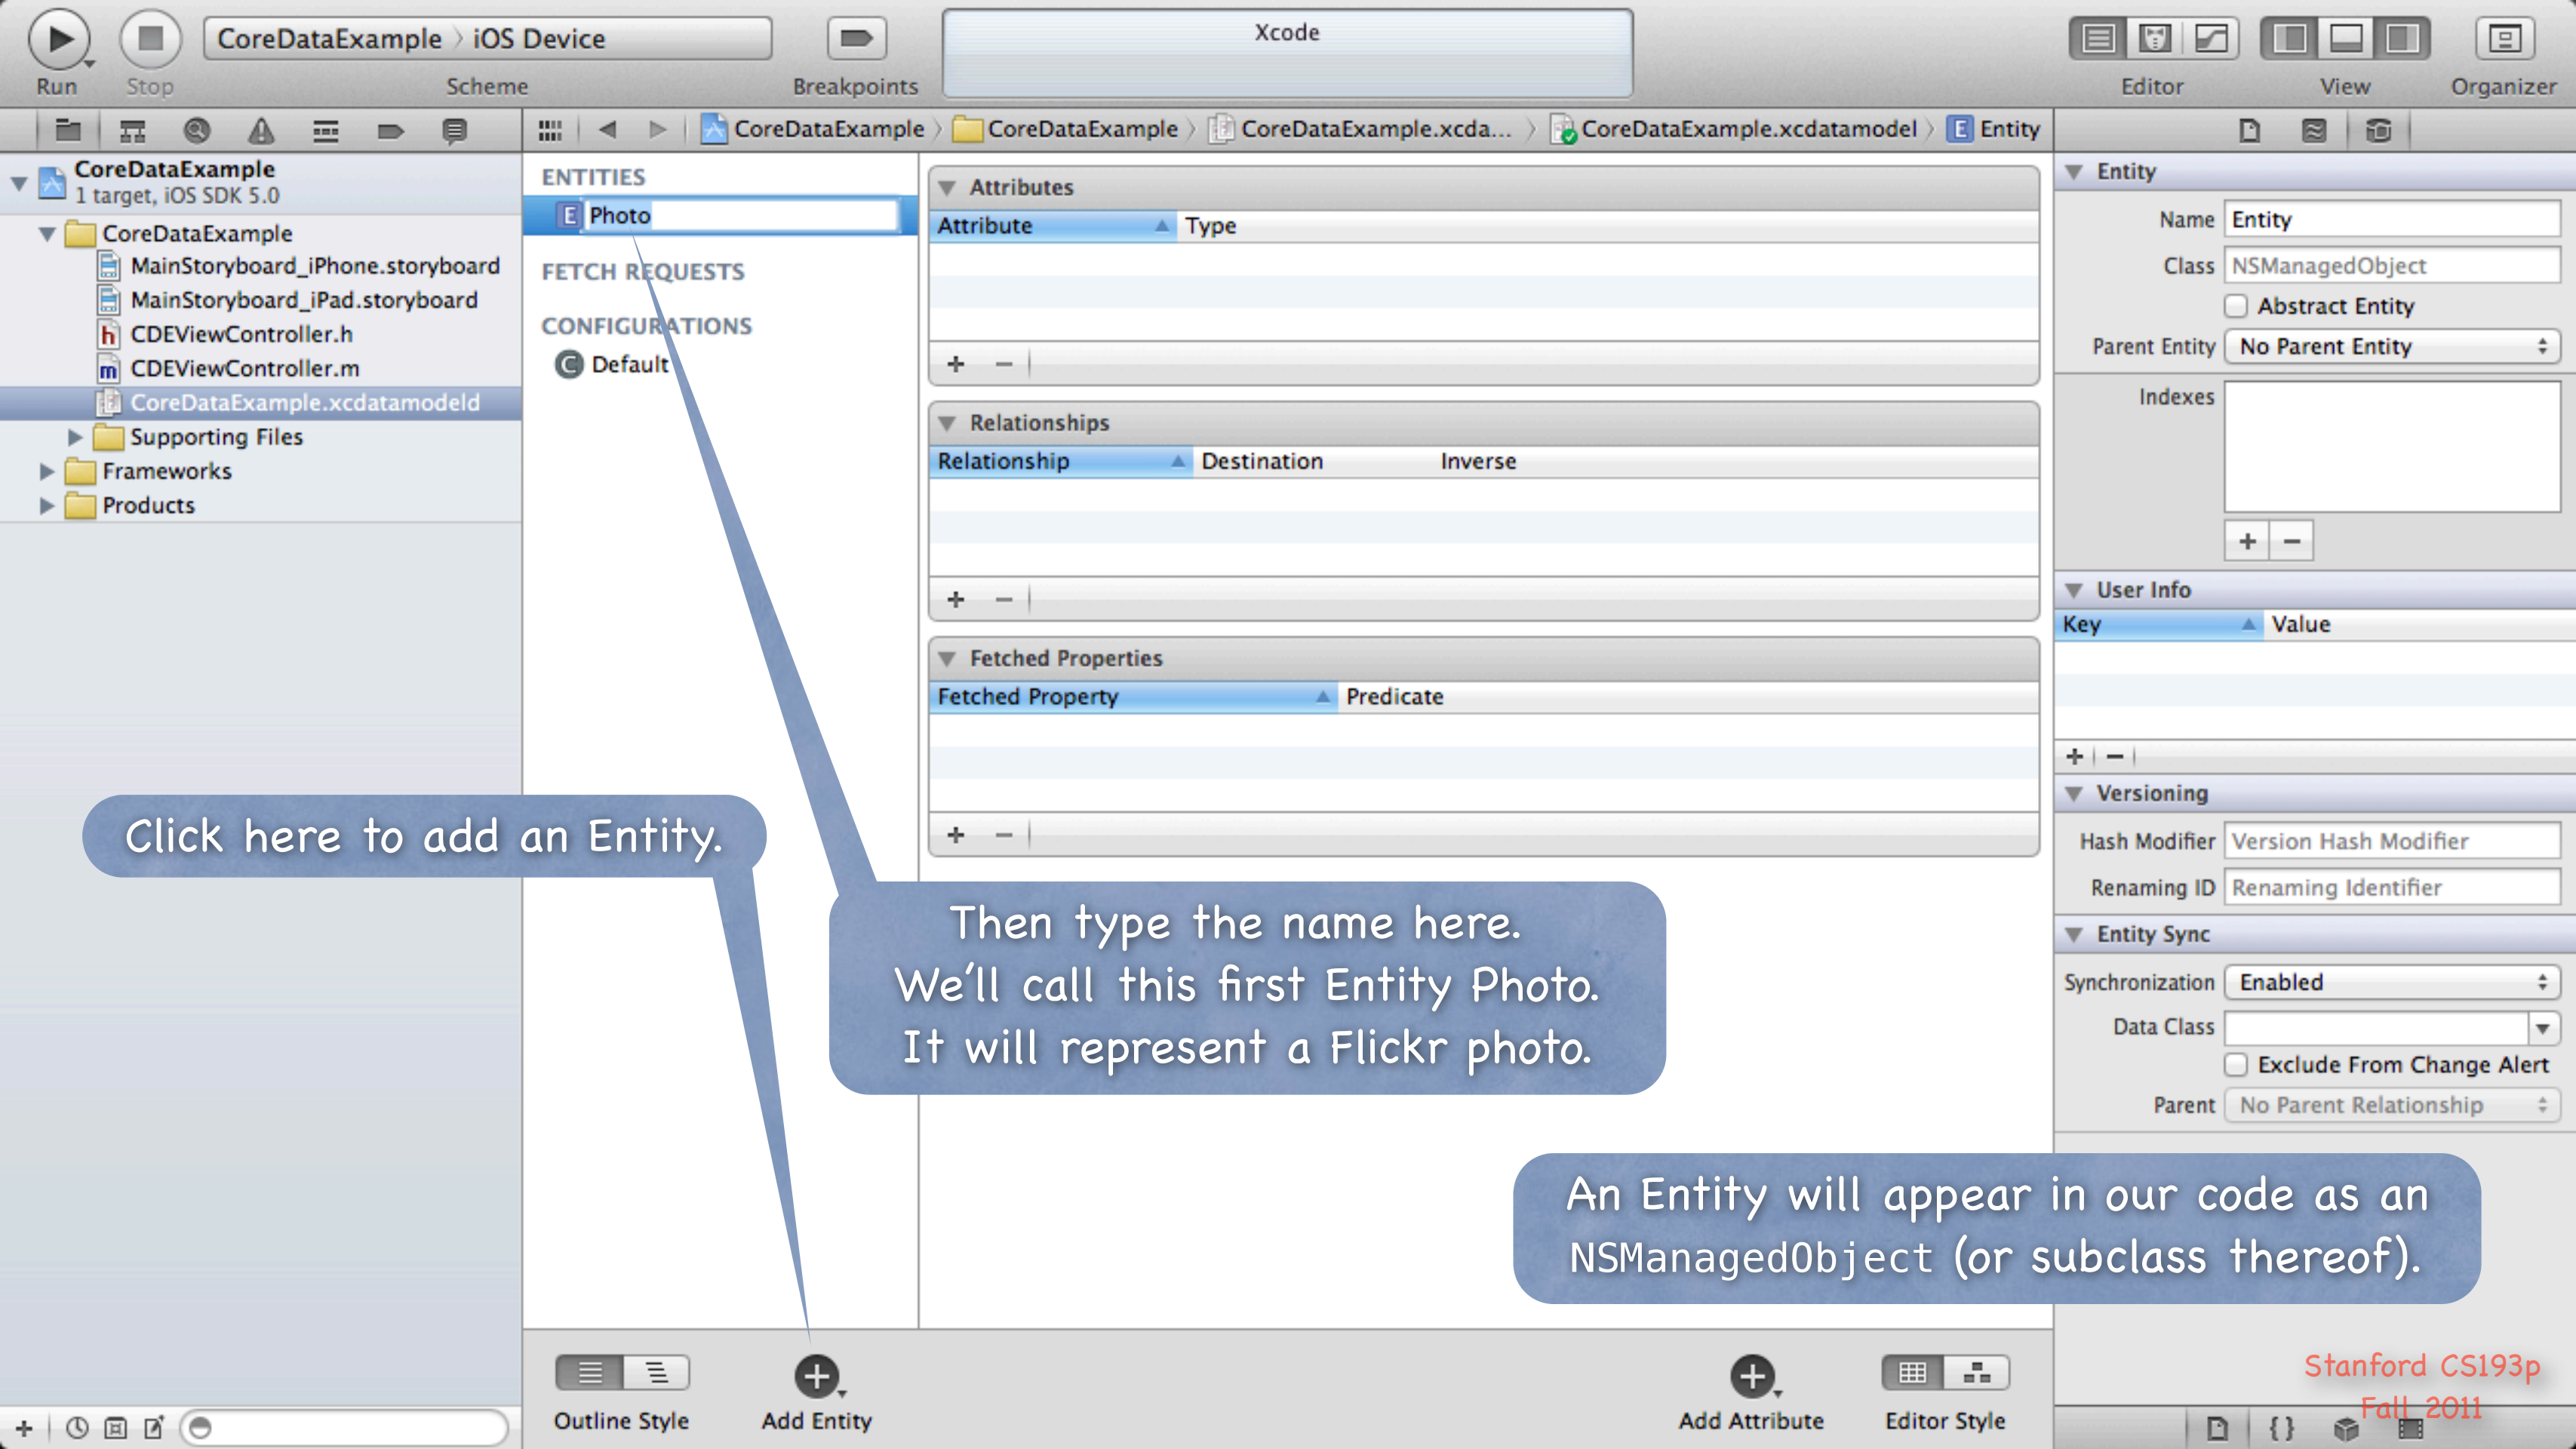 CoreDataExample › iOS Device
Xcode
Run
Stop
Scheme
Breakpoints
Editor
View
Organizer
CoreDataExample
CoreDataExample
CoreDataExample.xcda...
CoreDataExample.xcdatamodel
E Entity
CoreDataExample
1 target, iOS SDK 5.0
CoreDataExample
MainStoryboard_iPhone.storyboard
MainStoryboard_iPad.storyboard
h CDEViewController.h
m CDEViewController.m
CoreDataExample.xcdatamodeld
Supporting Files
Frameworks
Products
ENTITIES
E Photo
FETCH REQUESTS
CONFIGURATIONS
C Default
Attributes
Attribute
Type
+ −
Relationships
Relationship
Destination
Inverse
+ −
Fetched Properties
Fetched Property
Predicate
+ −
Entity
Name Entity
Class NSManagedObject
Abstract Entity
Parent Entity No Parent Entity
Indexes
+ −
User Info
Key
Value
+ −
Versioning
Hash Modifier Version Hash Modifier
Renaming ID Renaming Identifier
Entity Sync
Synchronization Enabled
Data Class
Exclude From Change Alert
Parent No Parent Relationship
Click here to add an Entity.
Then type the name here.
We'll call this first Entity Photo.
It will represent a Flickr photo.
An Entity will appear in our code as an
NSManagedObject (or subclass thereof).
Outline Style
Add Entity
Add Attribute
Editor Style
Stanford CS193p
Fall 2011
+
{ }